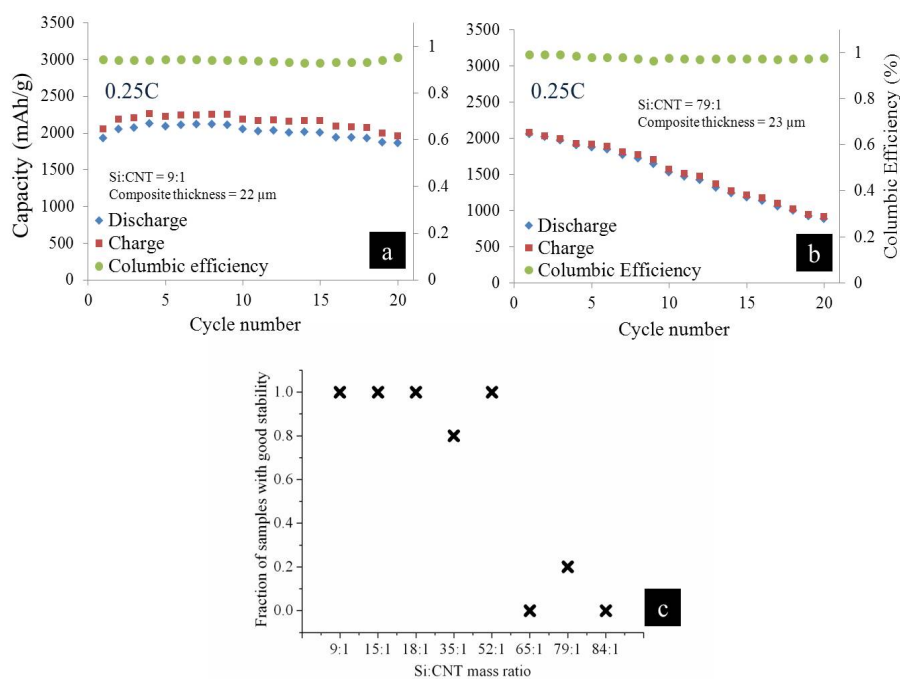 3500
3000
2500
2000
1500
1000
500
0
Capacity (mAh/g)
0.25C
Si:CNT = 9:1
Composite thickness = 22 µm
Discharge
Charge
Columbic efficiency
a
1
0.8
0.6
0.4
0.2
0
0 5 10 15 20
Cycle number
3500
3000
2500
2000
1500
1000
500
0
0.25C
Si:CNT = 79:1
Composite thickness = 23 µm
Discharge
Charge
Columbic Efficiency
b
1
0.8
0.6
0.4
0.2
0
Columbic Efficiency (%)
0 5 10 15 20
Cycle number
Fraction of samples with good stability
1.0
0.8
0.6
0.4
0.2
0.0
c
9:1 15:1 18:1 35:1 52:1 65:1 79:1 84:1
Si:CNT mass ratio